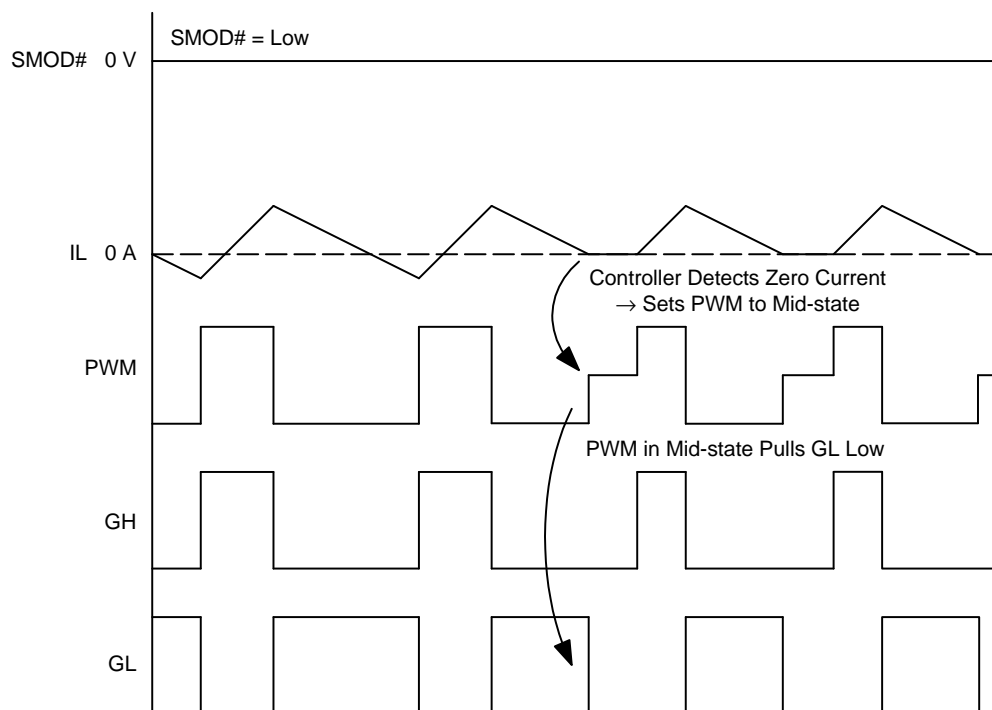 SMOD# = Low
SMOD# 0 V
IL 0 A
Controller Detects Zero Current
→ Sets PWM to Mid-state
PWM
PWM in Mid-state Pulls GL Low
GH
GL